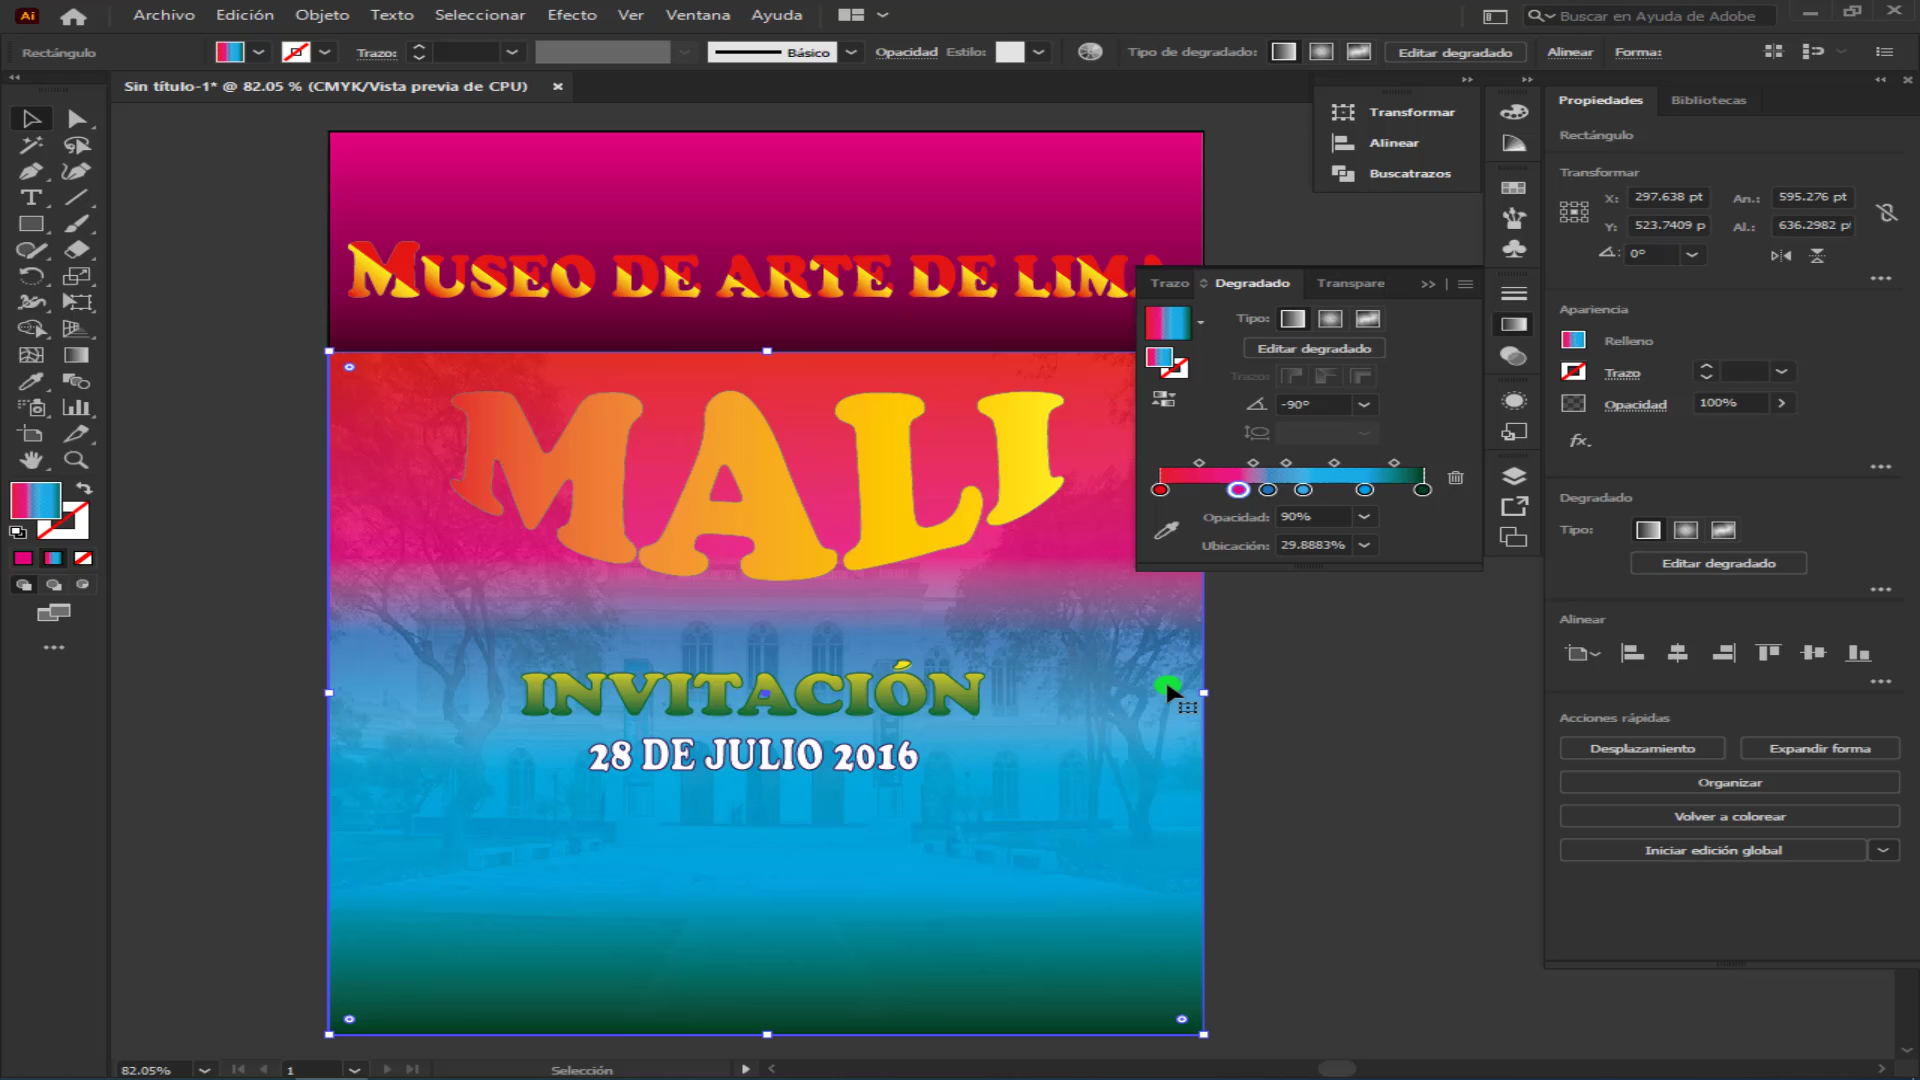 Ai Archivo Edición Objeto Texto Seleccionar Efecto Ver Ventana Ayuda Buscar en Ayuda de Adobe
Rectángulo Trazo: Básico Opacidad Estilo: Tipo de degradado: Editar degradado Alinear Forma:
Sin título-1* @ 82.05 % (CMYK/Vista previa de CPU)
MUSEO DE ARTE DE LIMA
MALI
INVITACIÓN
28 DE JULIO 2016
Transformar
Alinear
Buscatrazos
Trazo Degradado Transpare
Tipo:
Editar degradado
Trazo:
-90°
Opacidad: 90%
Ubicación: 29.8883%
Propiedades Bibliotecas
Rectángulo
Transformar
X: 297.638 pt An.: 595.276 pt
Y: 523.7409 p Al.: 636.2982 p
0°
Apariencia
Relleno
Trazo
Opacidad 100%
fx.
Degradado
Tipo:
Editar degradado
Alinear
Acciones rápidas
Desplazamiento Expandir forma
Organizar
Volver a colorear
Iniciar edición global
82.05% 1 Selección